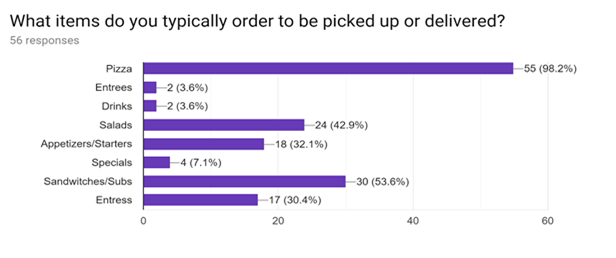 What items do you typically order to be picked up or delivered?
56 responses
Pizza 55 (98.2%)
Entrees 2 (3.6%)
Drinks 2 (3.6%)
Salads 24 (42.9%)
Appetizers/Starters 18 (32.1%)
Specials 4 (7.1%)
Sandwitches/Subs 30 (53.6%)
Entress 17 (30.4%)
0 20 40 60